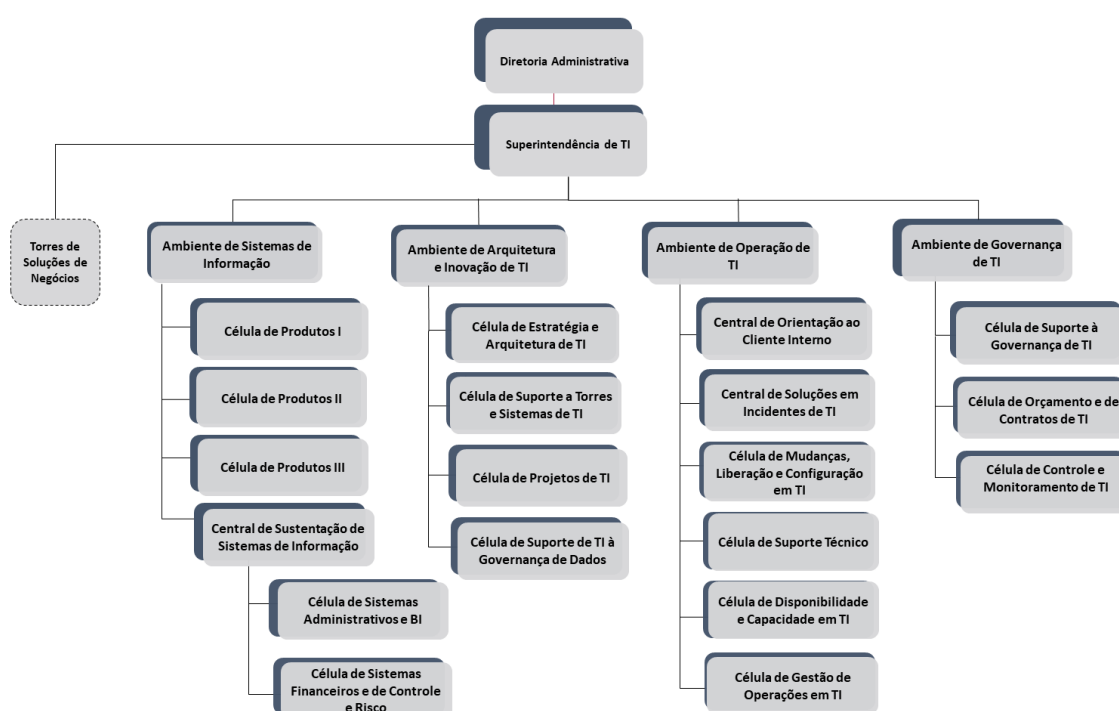 Diretoria Administrativa
Superintendência de TI
Torres de
Soluções de
Negócios
Ambiente de Sistemas de
Informação
Célula de Produtos I
Célula de Produtos II
Célula de Produtos III
Central de Sustentação de
Sistemas de Informação
Célula de Sistemas
Administrativos e BI
Célula de Sistemas
Financeiros e de Controle
e Risco
Ambiente de Arquitetura
e Inovação de TI
Célula de Estratégia e
Arquitetura de TI
Célula de Suporte a Torres
e Sistemas de TI
Célula de Projetos de TI
Célula de Suporte de TI à
Governança de Dados
Ambiente de Operação de
TI
Central de Orientação ao
Cliente Interno
Central de Soluções em
Incidentes de TI
Célula de Mudanças,
Liberação e Configuração
em TI
Célula de Suporte Técnico
Célula de Disponibilidade
e Capacidade em TI
Célula de Gestão de
Operações em TI
Ambiente de Governança
de TI
Célula de Suporte à
Governança de TI
Célula de Orçamento e de
Contratos de TI
Célula de Controle e
Monitoramento de TI